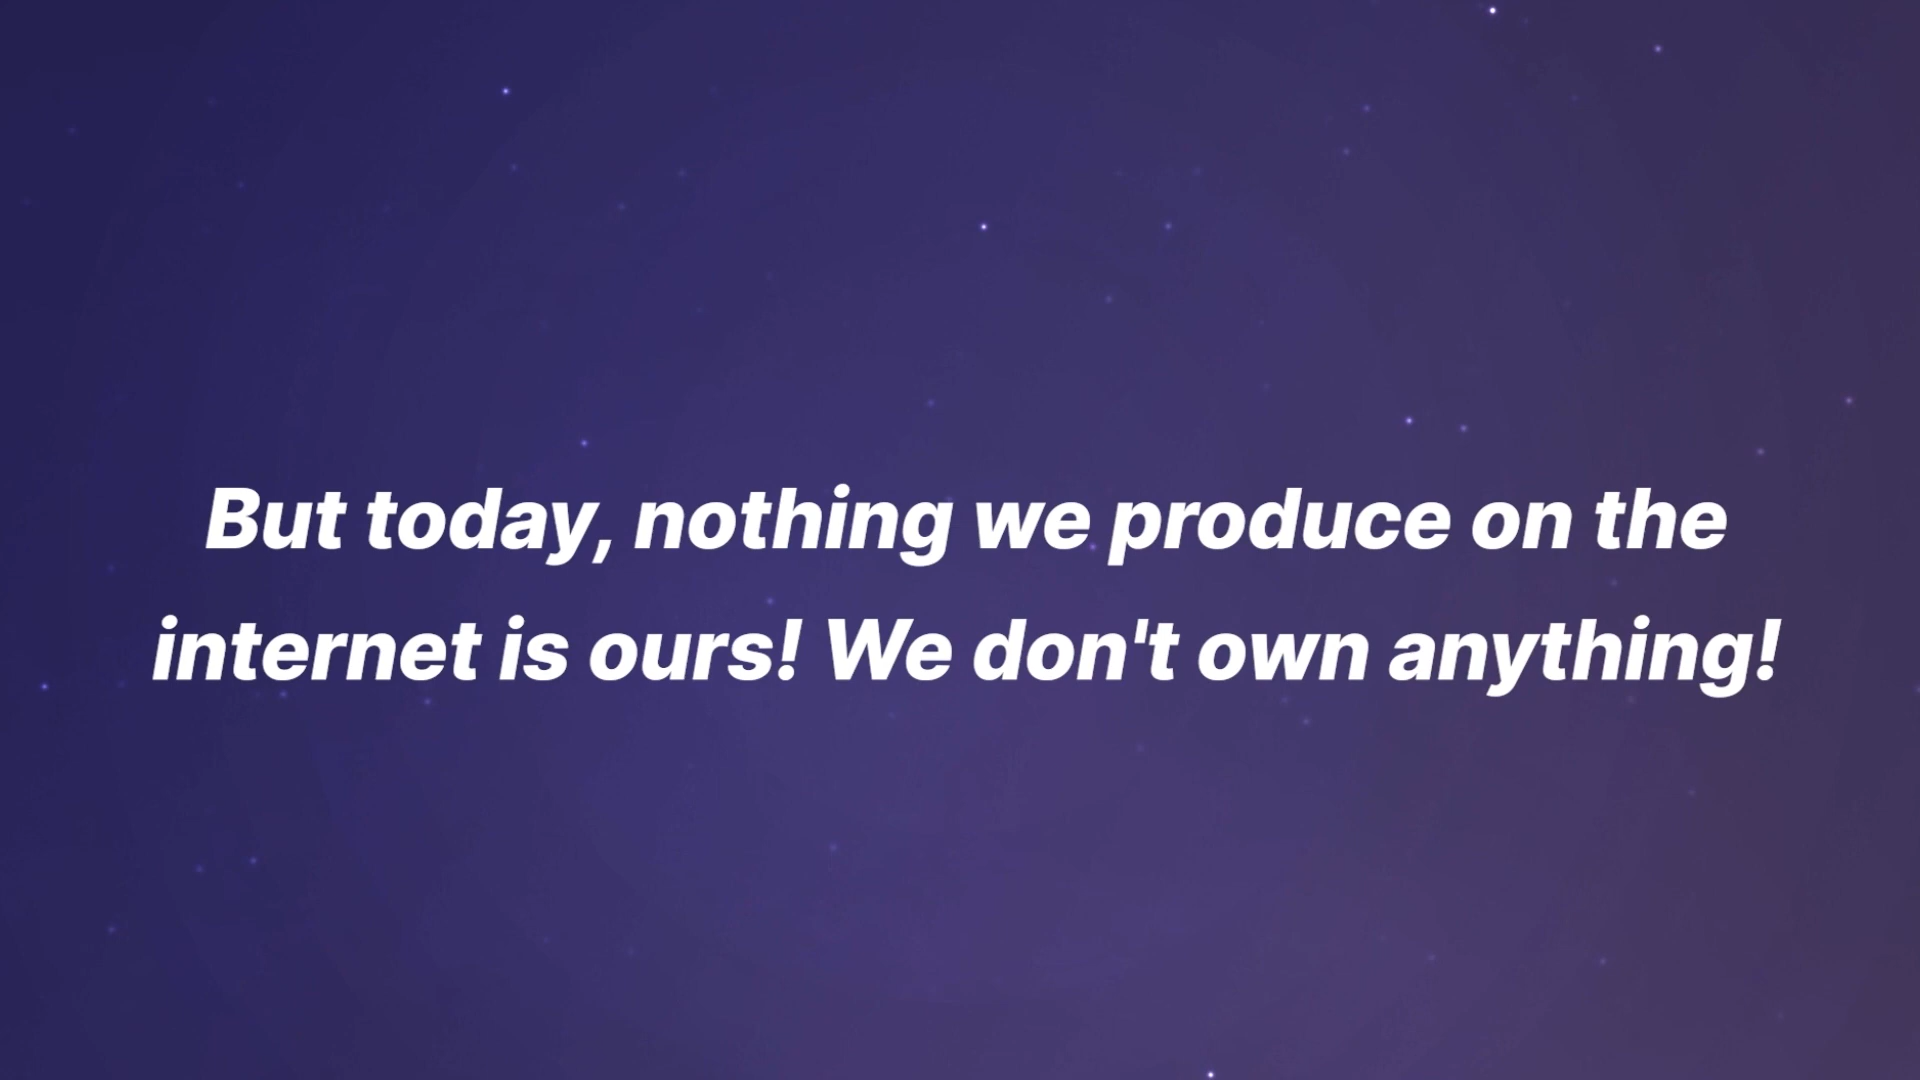 But today, nothing we produce on the
internet is ours! We don't own anything!